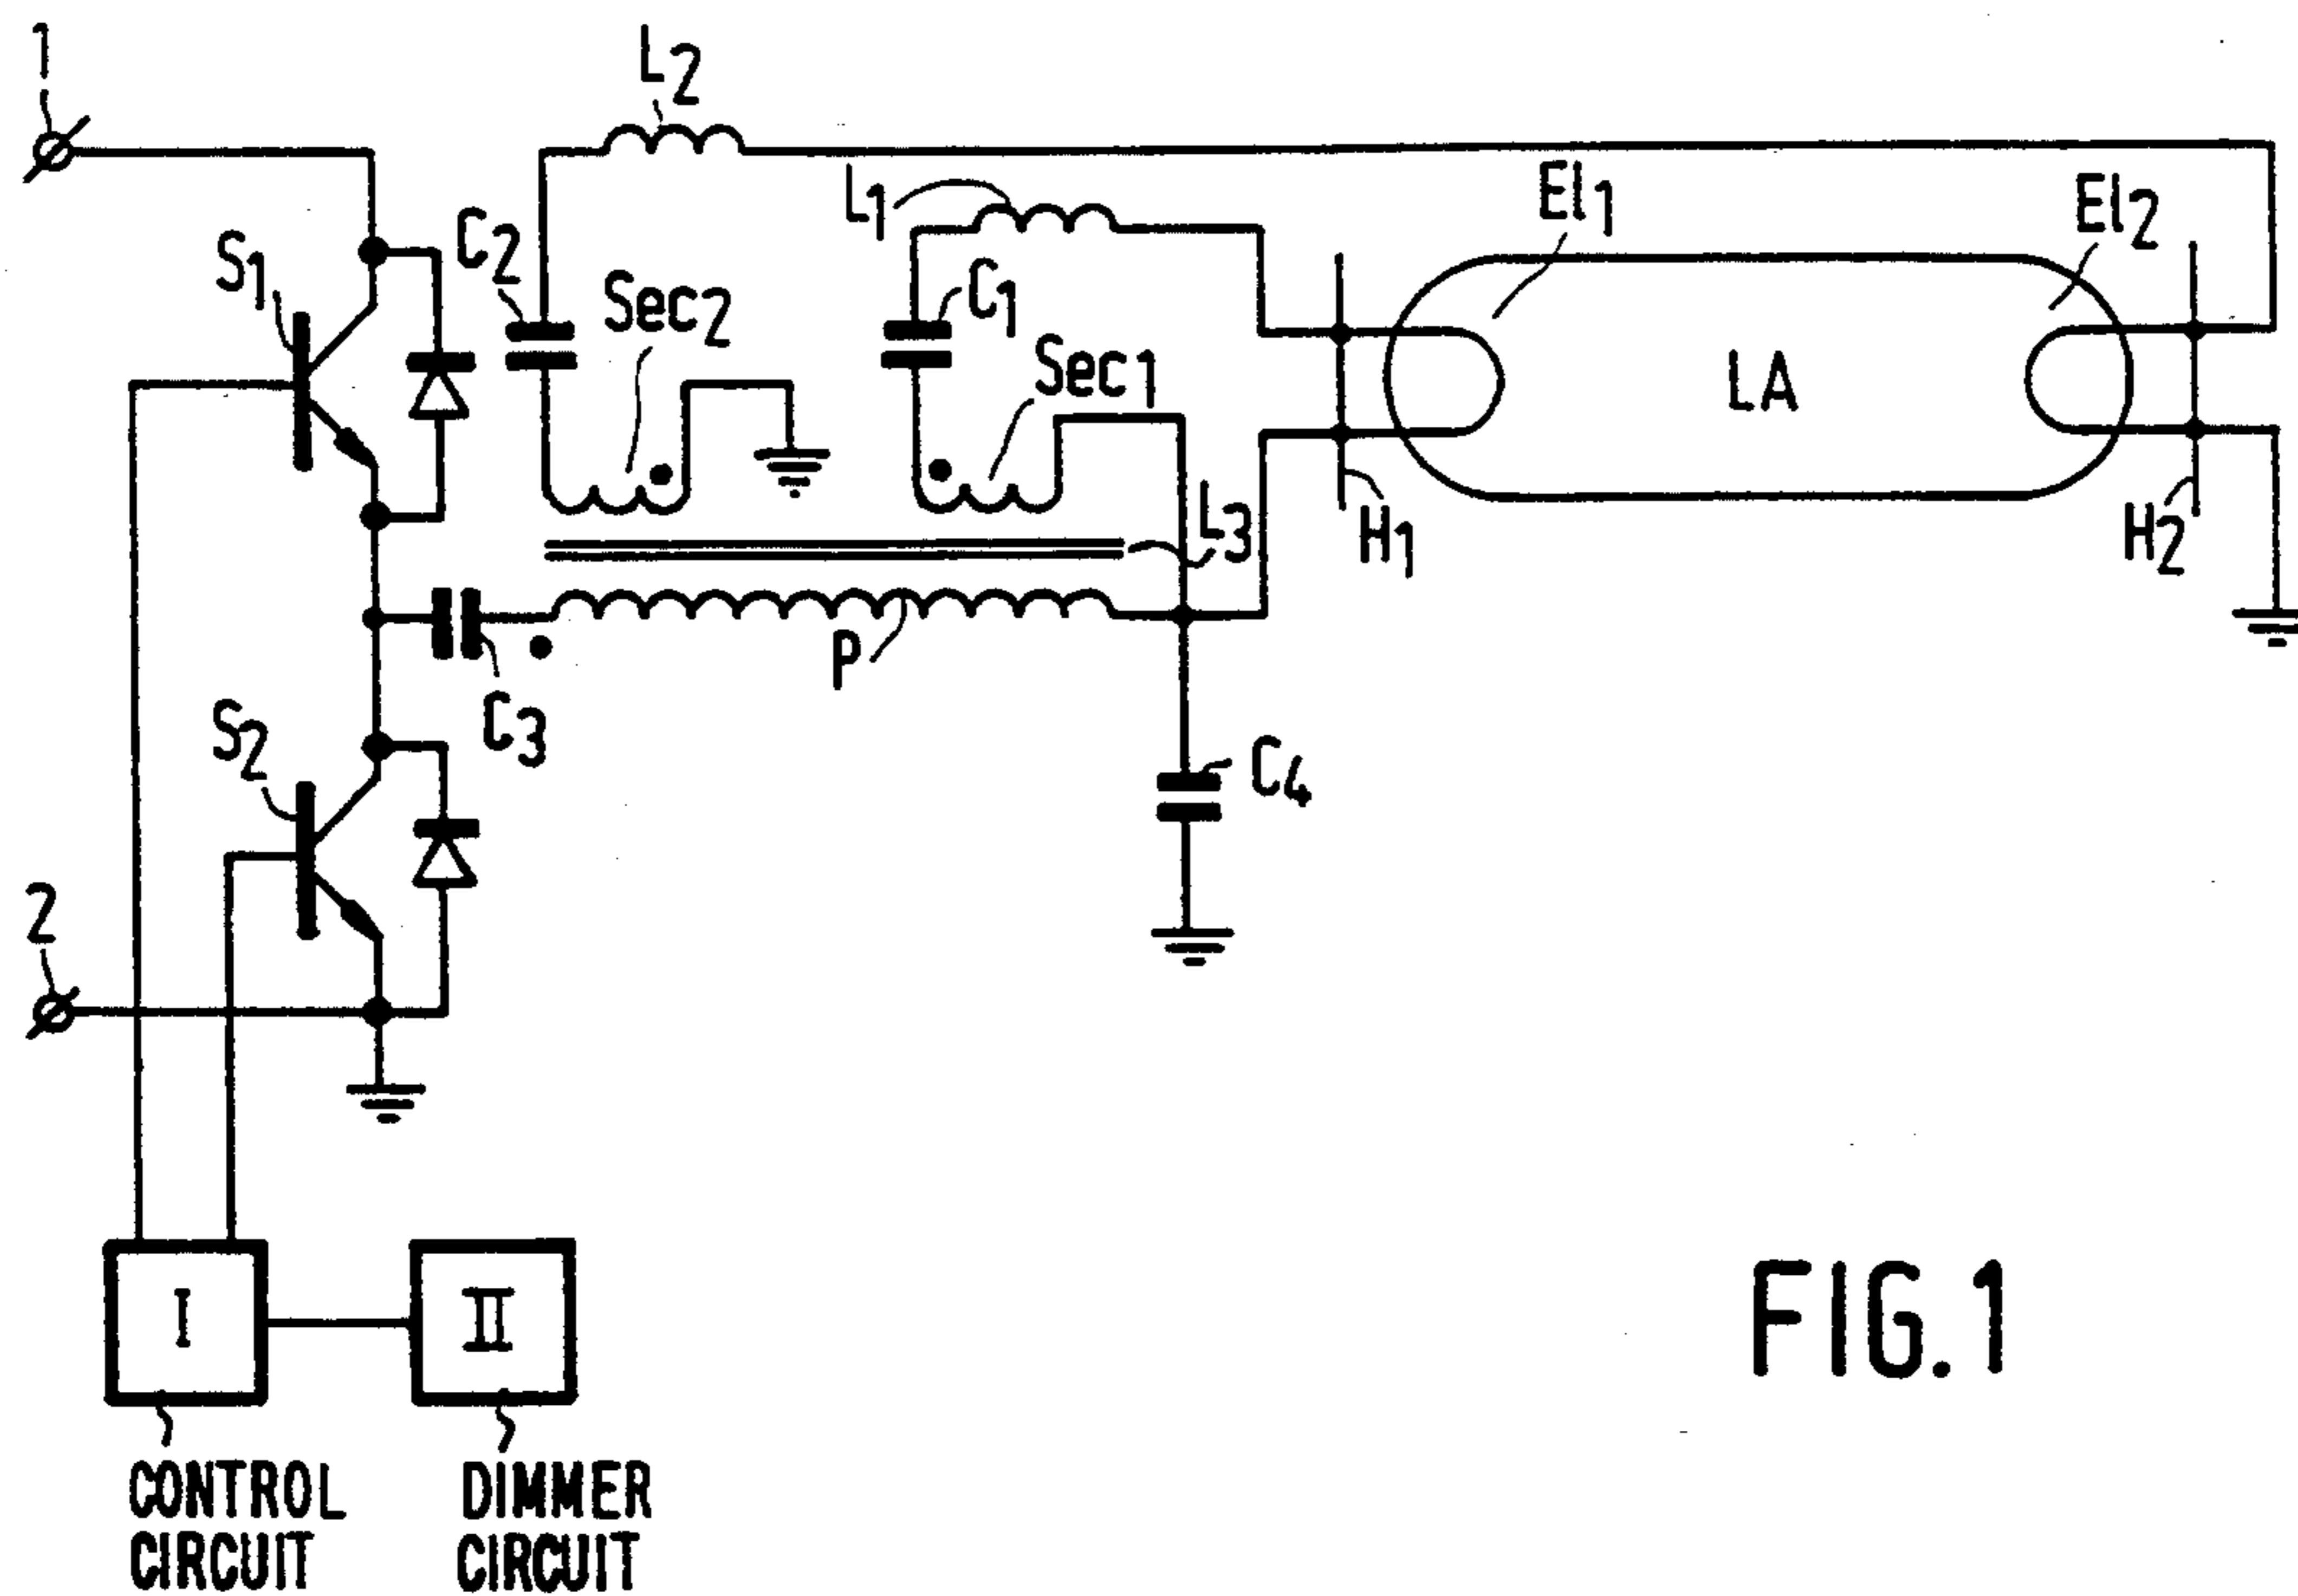 1
L2
L1
El1
El2
S1
C2
Sec2
C1
Sec1
LA
L3
H1
H2
P
S2
C3
C4
2
I
II
CONTROL
CIRCUIT
DIMMER
CIRCUIT
FIG.1